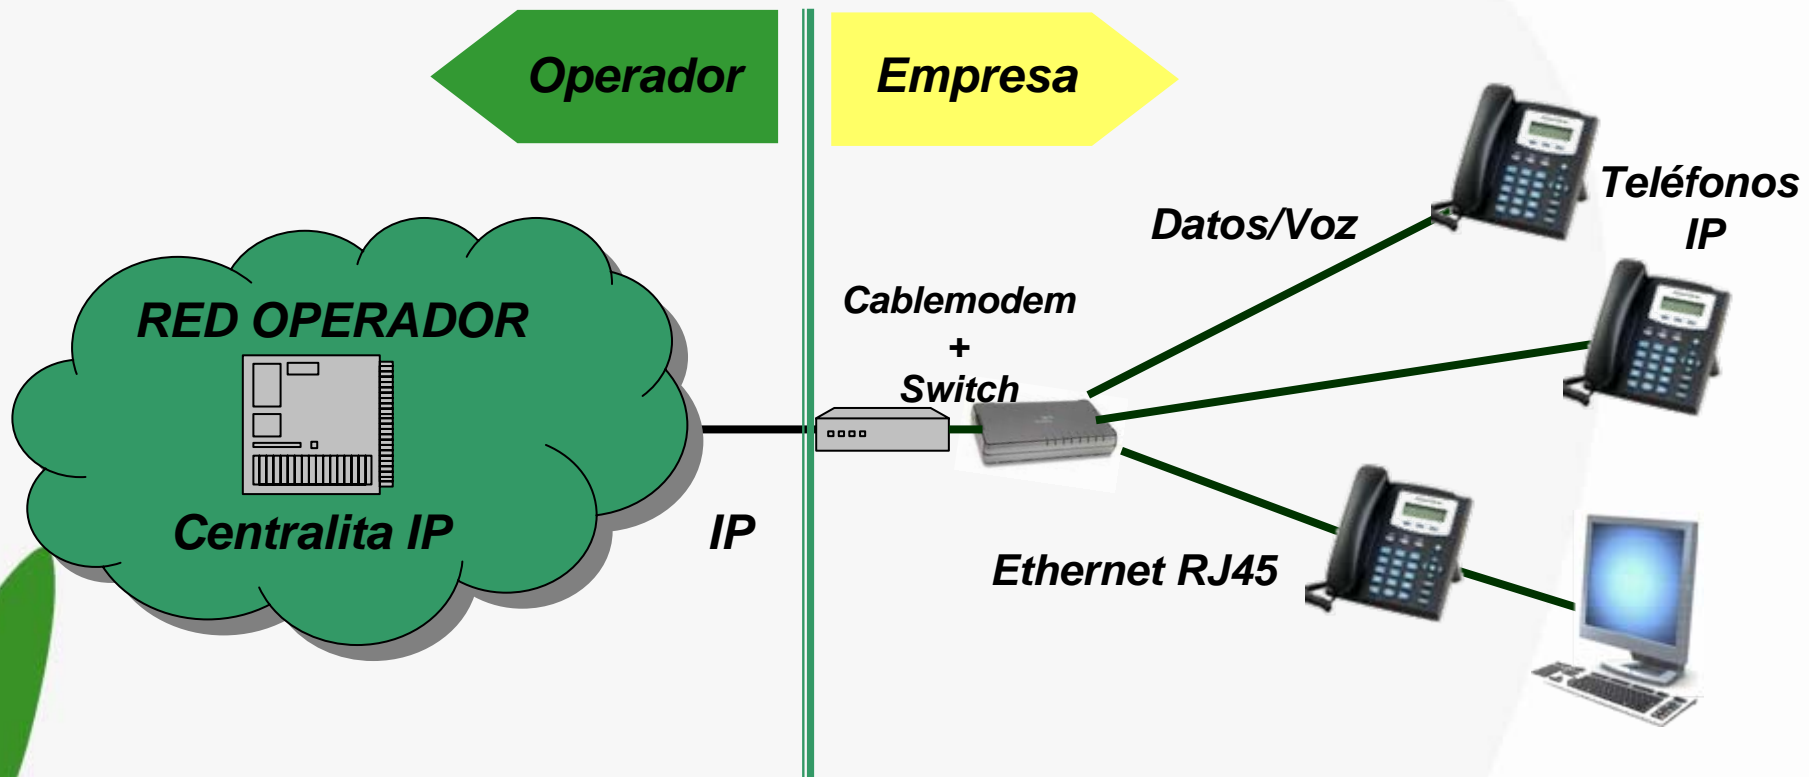 Operador
Empresa
Teléfonos
IP
Datos/Voz
Cablemodem
+
Switch
RED OPERADOR
Centralita IP
IP
Ethernet RJ45